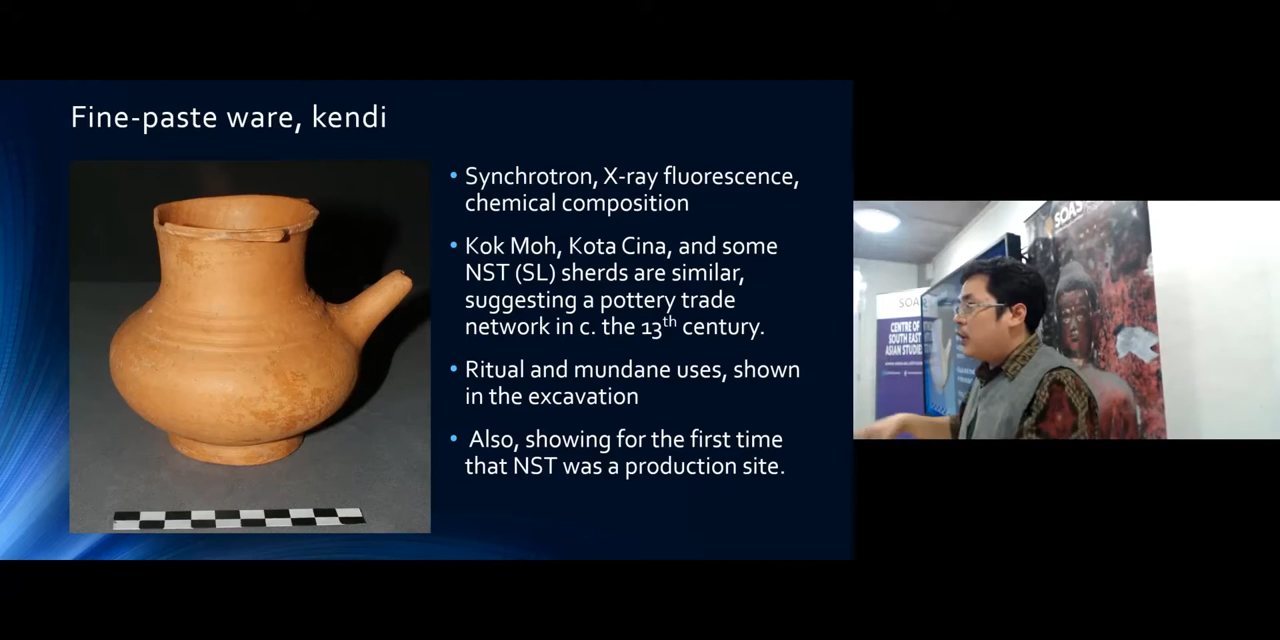 Fine-paste ware, kendi
• Synchrotron, X-ray fluorescence,
chemical composition
• Kok Moh, Kota Cina, and some
NST (SL) sherds are similar,
suggesting a pottery trade
network in c. the 13th century.
• Ritual and mundane uses, shown
in the excavation
• Also, showing for the first time
that NST was a production site.
SOAS
SOAS
CENTRE OF
SOUTH EAST
ASIAN STUDIES